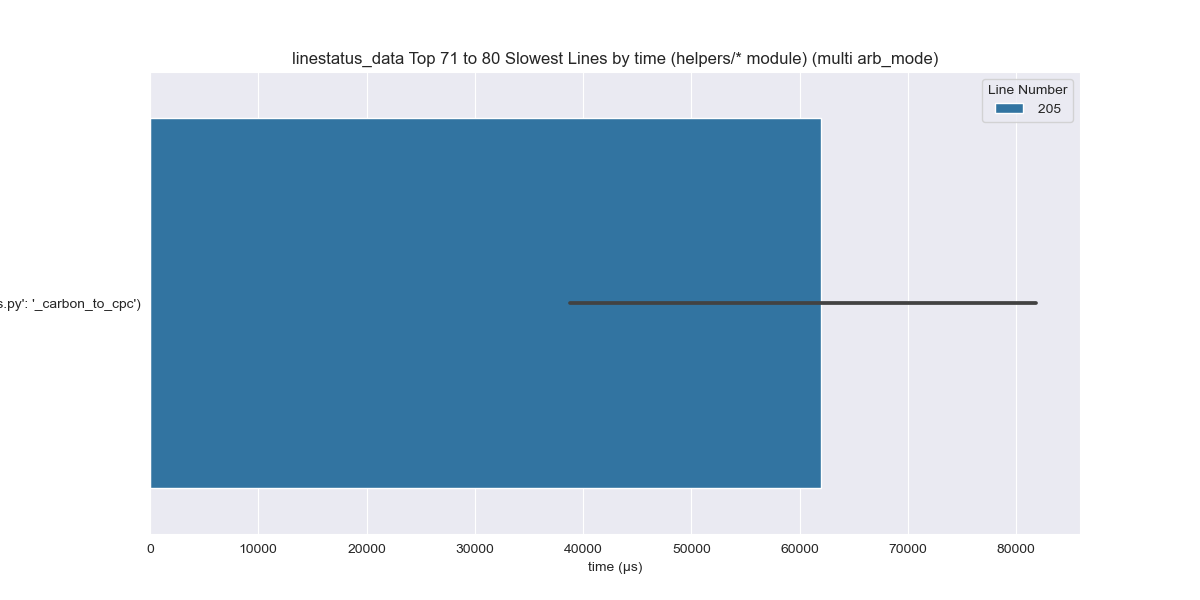 linestatus_data Top 71 to 80 Slowest Lines by time (helpers/* module) (multi arb_mode)
Line Number
205
s.py': '_carbon_to_cpc')
0 10000 20000 30000 40000 50000 60000 70000 80000
time (µs)